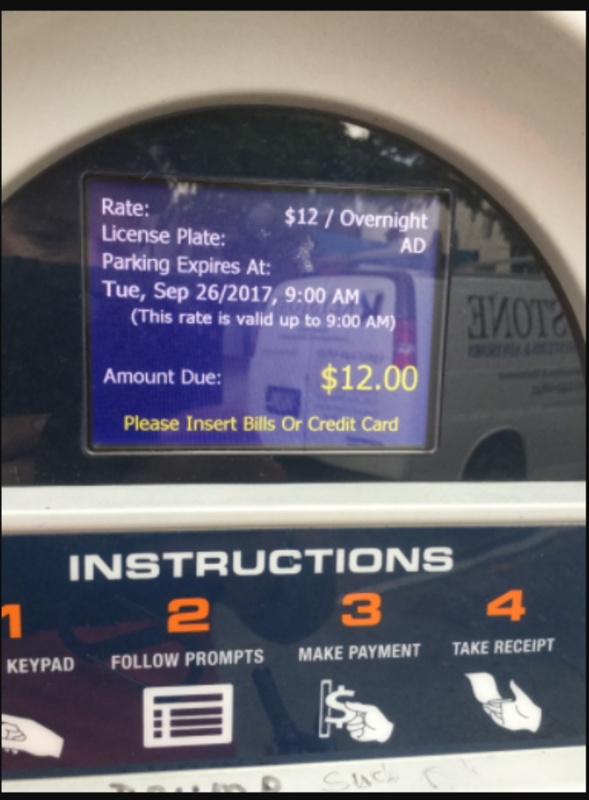 Rate: $12 / Overnight
License Plate: AD
Parking Expires At:
Tue, Sep 26/2017, 9:00 AM
(This rate is valid up to 9:00 AM)
Amount Due: $12.00
Please Insert Bills Or Credit Card
STONE
INSTRUCTIONS
1 2 3 4
KEYPAD FOLLOW PROMPTS MAKE PAYMENT TAKE RECEIPT